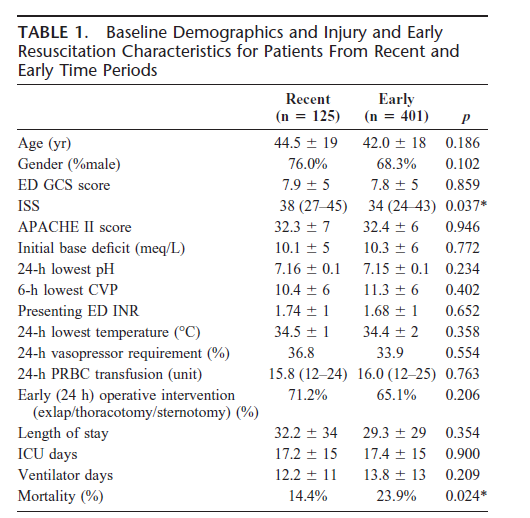 TABLE 1. Baseline Demographics and Injury and Early
Resuscitation Characteristics for Patients From Recent and
Early Time Periods
Recent (n = 125) Early (n = 401) p
Age (yr) 44.5 ± 19 42.0 ± 18 0.186
Gender (%male) 76.0% 68.3% 0.102
ED GCS score 7.9 ± 5 7.8 ± 5 0.859
ISS 38 (27–45) 34 (24–43) 0.037*
APACHE II score 32.3 ± 7 32.4 ± 6 0.946
Initial base deficit (meq/L) 10.1 ± 5 10.3 ± 6 0.772
24-h lowest pH 7.16 ± 0.1 7.15 ± 0.1 0.234
6-h lowest CVP 10.4 ± 6 11.3 ± 6 0.402
Presenting ED INR 1.74 ± 1 1.68 ± 1 0.652
24-h lowest temperature (°C) 34.5 ± 1 34.4 ± 2 0.358
24-h vasopressor requirement (%) 36.8 33.9 0.554
24-h PRBC transfusion (unit) 15.8 (12–24) 16.0 (12–25) 0.763
Early (24 h) operative intervention 71.2% 65.1% 0.206
(exlap/thoracotomy/sternotomy) (%)
Length of stay 32.2 ± 34 29.3 ± 29 0.354
ICU days 17.2 ± 15 17.4 ± 15 0.900
Ventilator days 12.2 ± 11 13.8 ± 13 0.209
Mortality (%) 14.4% 23.9% 0.024*